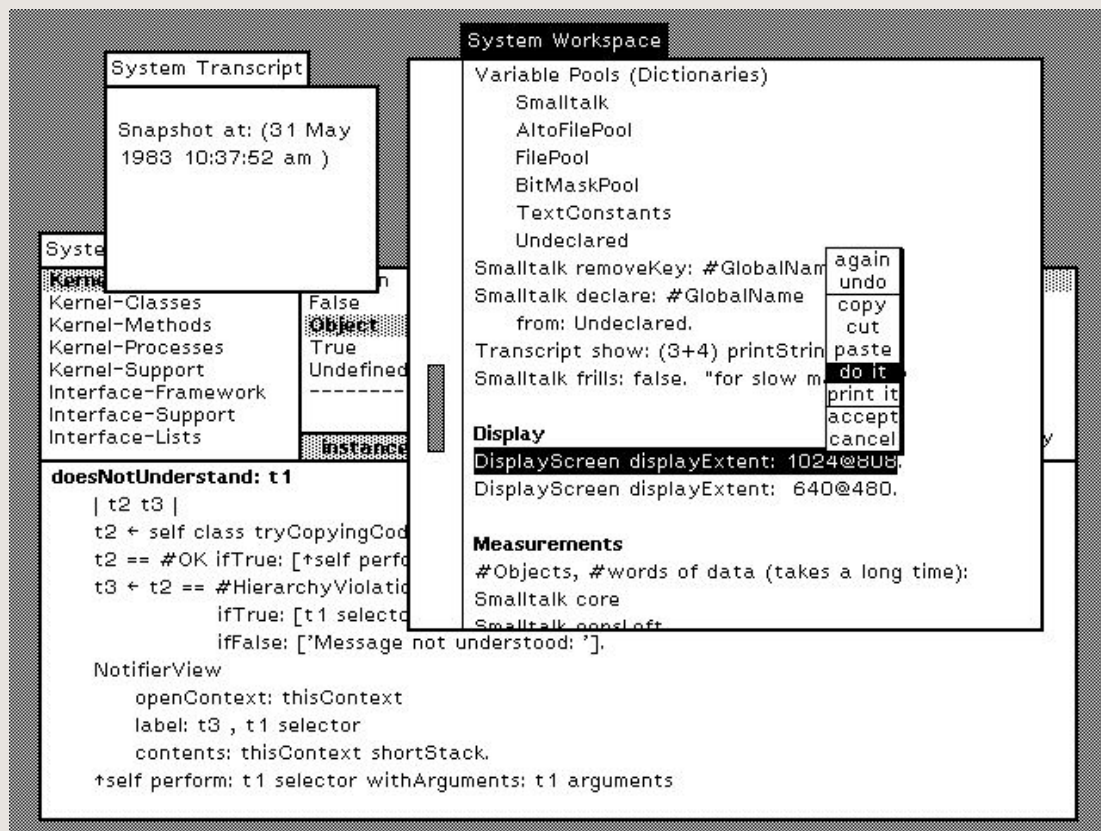 System Workspace
System Transcript
Snapshot at: (31 May
1983 10:37:52 am )
Variable Pools (Dictionaries)
Smalltalk
AltoFilePool
FilePool
BitMaskPool
TextConstants
Undeclared
Smalltalk removeKey: #GlobalNam
Smalltalk declare: #GlobalName
from: Undeclared.
Transcript show: (3+4) printStrin
Smalltalk frills: false. "for slow m
Display
DisplayScreen displayExtent: 1024@808.
DisplayScreen displayExtent: 640@480.
Measurements
#Objects, #words of data (takes a long time):
Smalltalk core
Smalltalk
again
undo
copy
cut
paste
do it
print it
accept
cancel
Syste
Kerne
Kernel-Classes
Kernel-Methods
Kernel-Processes
Kernel-Support
Interface-Framework
Interface-Support
Interface-Lists
n
False
Object
True
Undefined
--------
instance
y
doesNotUnderstand: t1
| t2 t3 |
t2 ← self class tryCopyingCod
t2 == #OK ifTrue: [↑self perfo
t3 ← t2 == #HierarchyViolatio
ifTrue: [t1 selecto
ifFalse: ['Message not understood: '].
NotifierView
openContext: thisContext
label: t3 , t1 selector
contents: thisContext shortStack.
↑self perform: t1 selector withArguments: t1 arguments